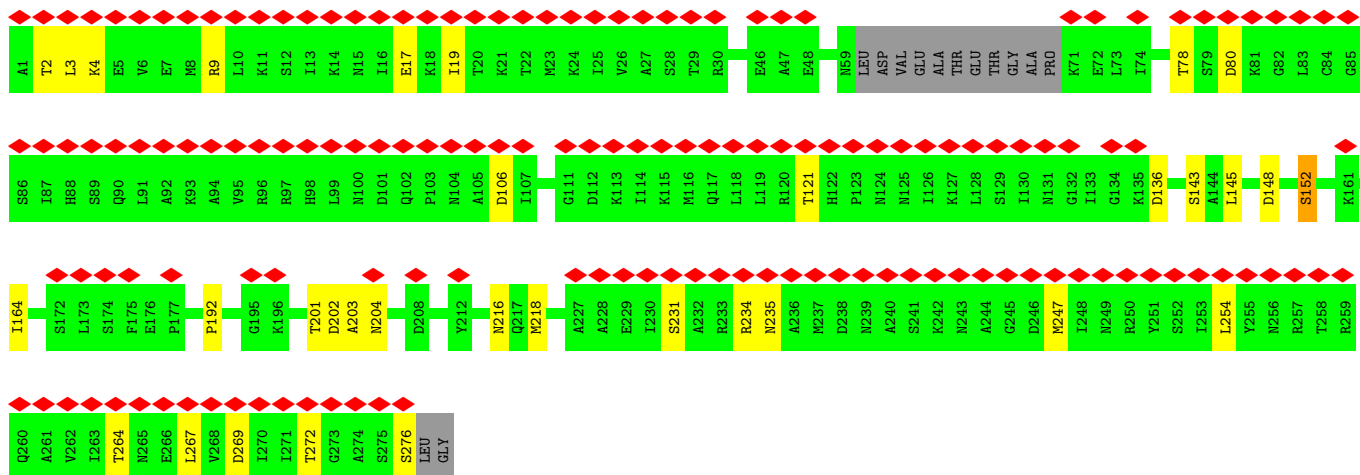 A1 T2 L3 K4 E5 V6 E7 M8 R9 L10 K11 S12 I13 K14 N15 I16 E17 K18 I19 T20 K21 T22 M23 K24 I25 V26 A27 S28 T29 R30 E46 A47 E48 N59 LEU ASP VAL GLU ALA THR GLU THR GLY ALA PRO K71 E72 L73 I74 T78 S79 D80 K81 G82 L83 C84 G85
S86 I87 H88 S89 Q90 L91 A92 K93 A94 V95 R96 R97 H98 L99 N100 D101 Q102 P103 N104 A105 D106 I107 G111 D112 K113 I114 K115 M116 Q117 L118 L119 R120 T121 H122 P123 N124 N125 I126 K127 L128 S129 I130 N131 G132 I133 G134 K135 D136 S143 A144 L145 D148 S152 K161
I164 S172 L173 S174 F175 E176 P177 P192 G195 K196 T201 D202 A203 N204 D208 Y212 N216 Q217 M218 A227 A228 E229 I230 S231 A232 R233 R234 N235 A236 M237 D238 N239 A240 S241 K242 N243 A244 G245 D246 M247 I248 N249 R250 Y251 S252 I253 L254 Y255 N256 R257 T258 R259
Q260 A261 V262 I263 T264 N265 E266 L267 V268 D269 I270 I271 T272 G273 A274 S275 S276 LEU GLY